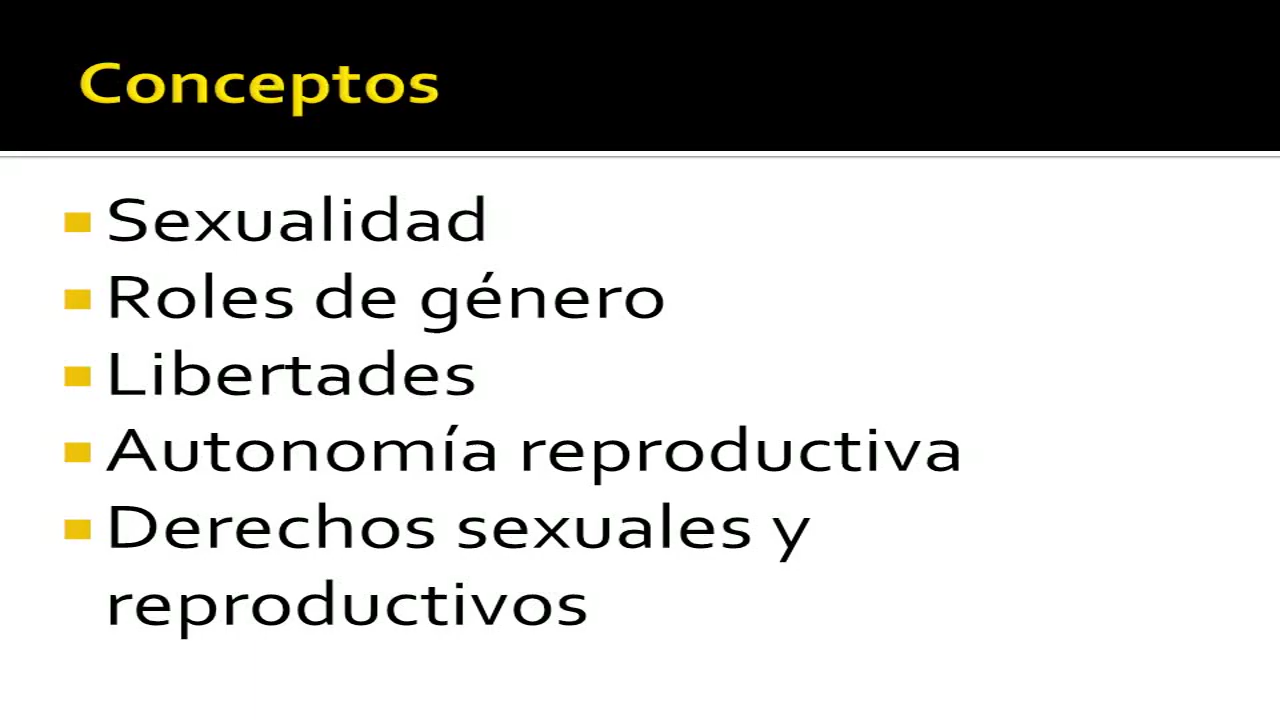 Conceptos
Sexualidad
Roles de género
Libertades
Autonomía reproductiva
Derechos sexuales y
reproductivos